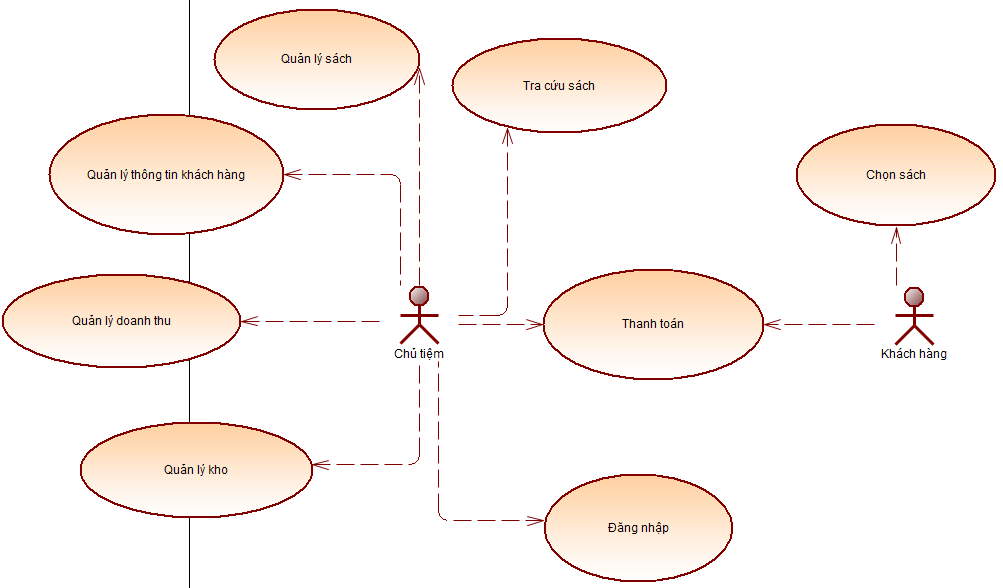 Quản lý sách
Tra cứu sách
Quản lý thông tin khách hàng
Chọn sách
Quản lý doanh thu
Thanh toán
Chủ tiệm
Khách hàng
Quản lý kho
Đăng nhập